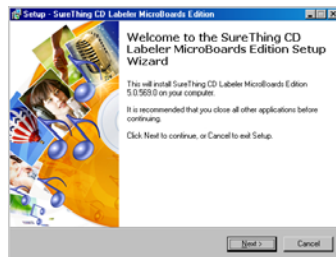 Setup - SureThing CD Labeler MicroBoards Edition
Welcome to the SureThing CD
Labeler MicroBoards Edition Setup
Wizard
This will install SureThing CD Labeler MicroBoards Edition
5.0.569.0 on your computer.
It is recommended that you close all other applications before
continuing.
Click Next to continue, or Cancel to exit Setup.
Next >
Cancel